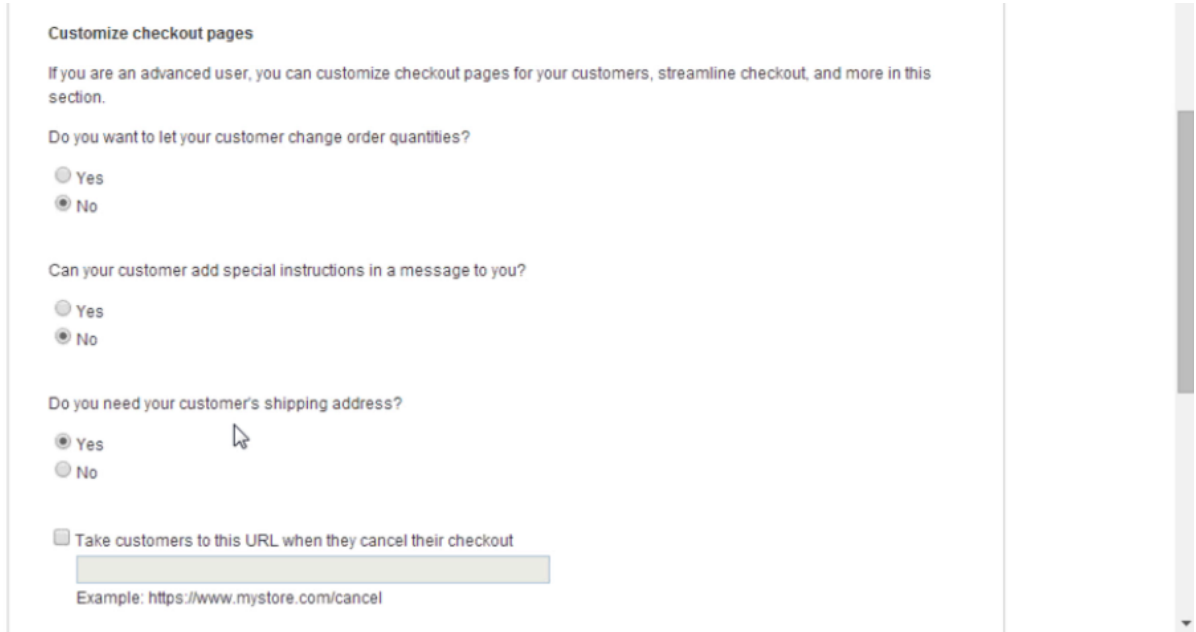 Customize checkout pages
If you are an advanced user, you can customize checkout pages for your customers, streamline checkout, and more in this
section.
Do you want to let your customer change order quantities?
Yes
No
Can your customer add special instructions in a message to you?
Yes
No
Do you need your customer's shipping address?
Yes
No
Take customers to this URL when they cancel their checkout
Example: https://www.mystore.com/cancel